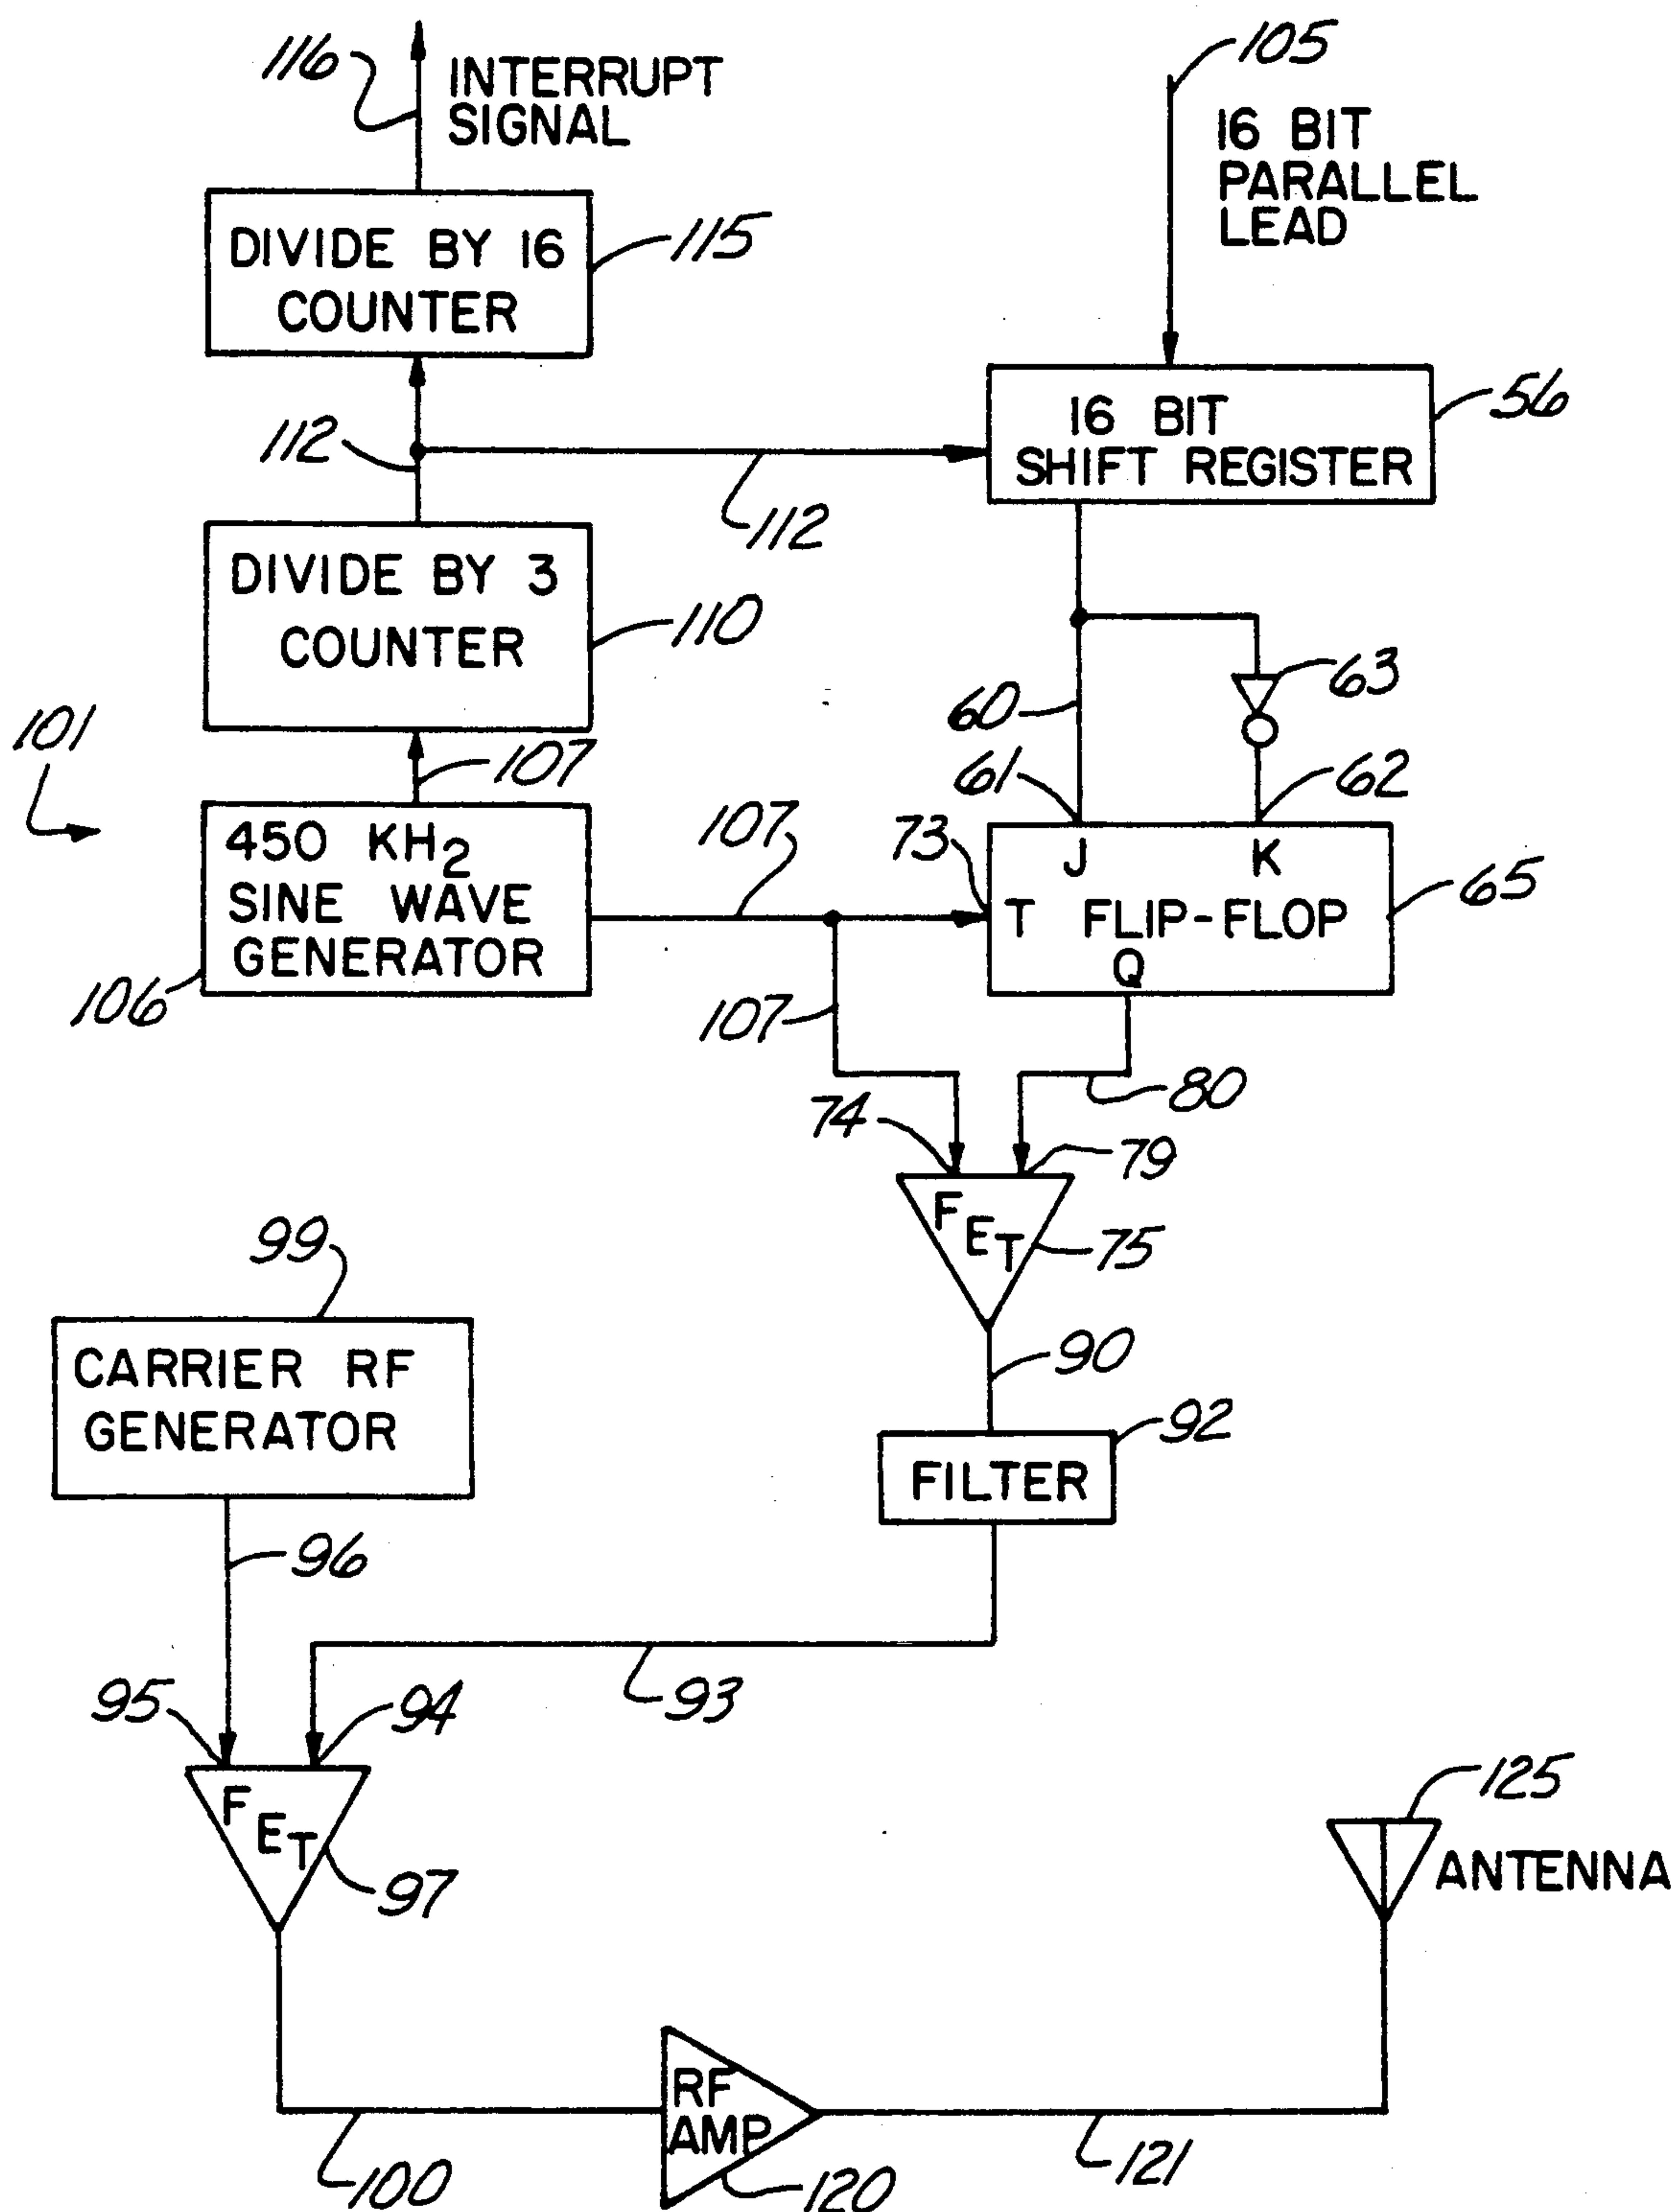 116
INTERRUPT
SIGNAL
105
16 BIT
PARALLEL
LEAD
DIVIDE BY 16
COUNTER
115
16 BIT
SHIFT REGISTER
56
112
112
DIVIDE BY 3
COUNTER
110
101
107
60
63
61
62
450 KH2
SINE WAVE
GENERATOR
106
107
73
J K
T FLIP-FLOP
Q
65
107
80
74
79
FET
75
99
CARRIER RF
GENERATOR
90
92
FILTER
96
93
95
94
FET
97
125
ANTENNA
RF
AMP
100
120
121